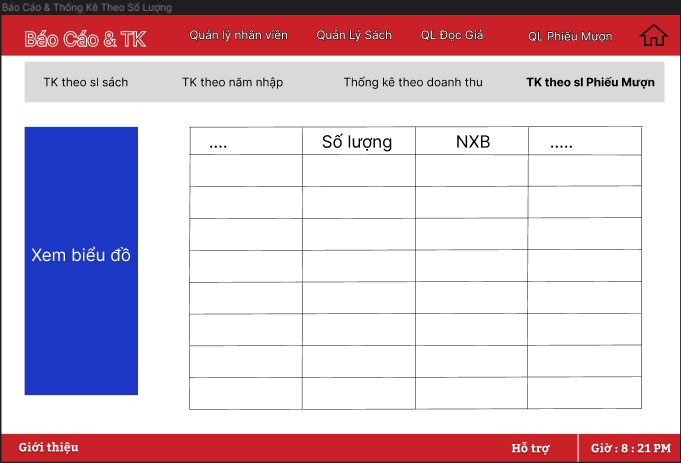 Báo Cáo & Thống Kê Theo Số Lượng
Báo Cáo & TK Quản lý nhân viên Quản Lý Sách QL Đọc Giả QL Phiếu Mượn
TK theo sl sách TK theo năm nhập Thống kê theo doanh thu TK theo sl Phiếu Mượn
.... Số lượng NXB .....
Xem biểu đồ
Giới thiệu Hỗ trợ Giờ : 8 : 21 PM